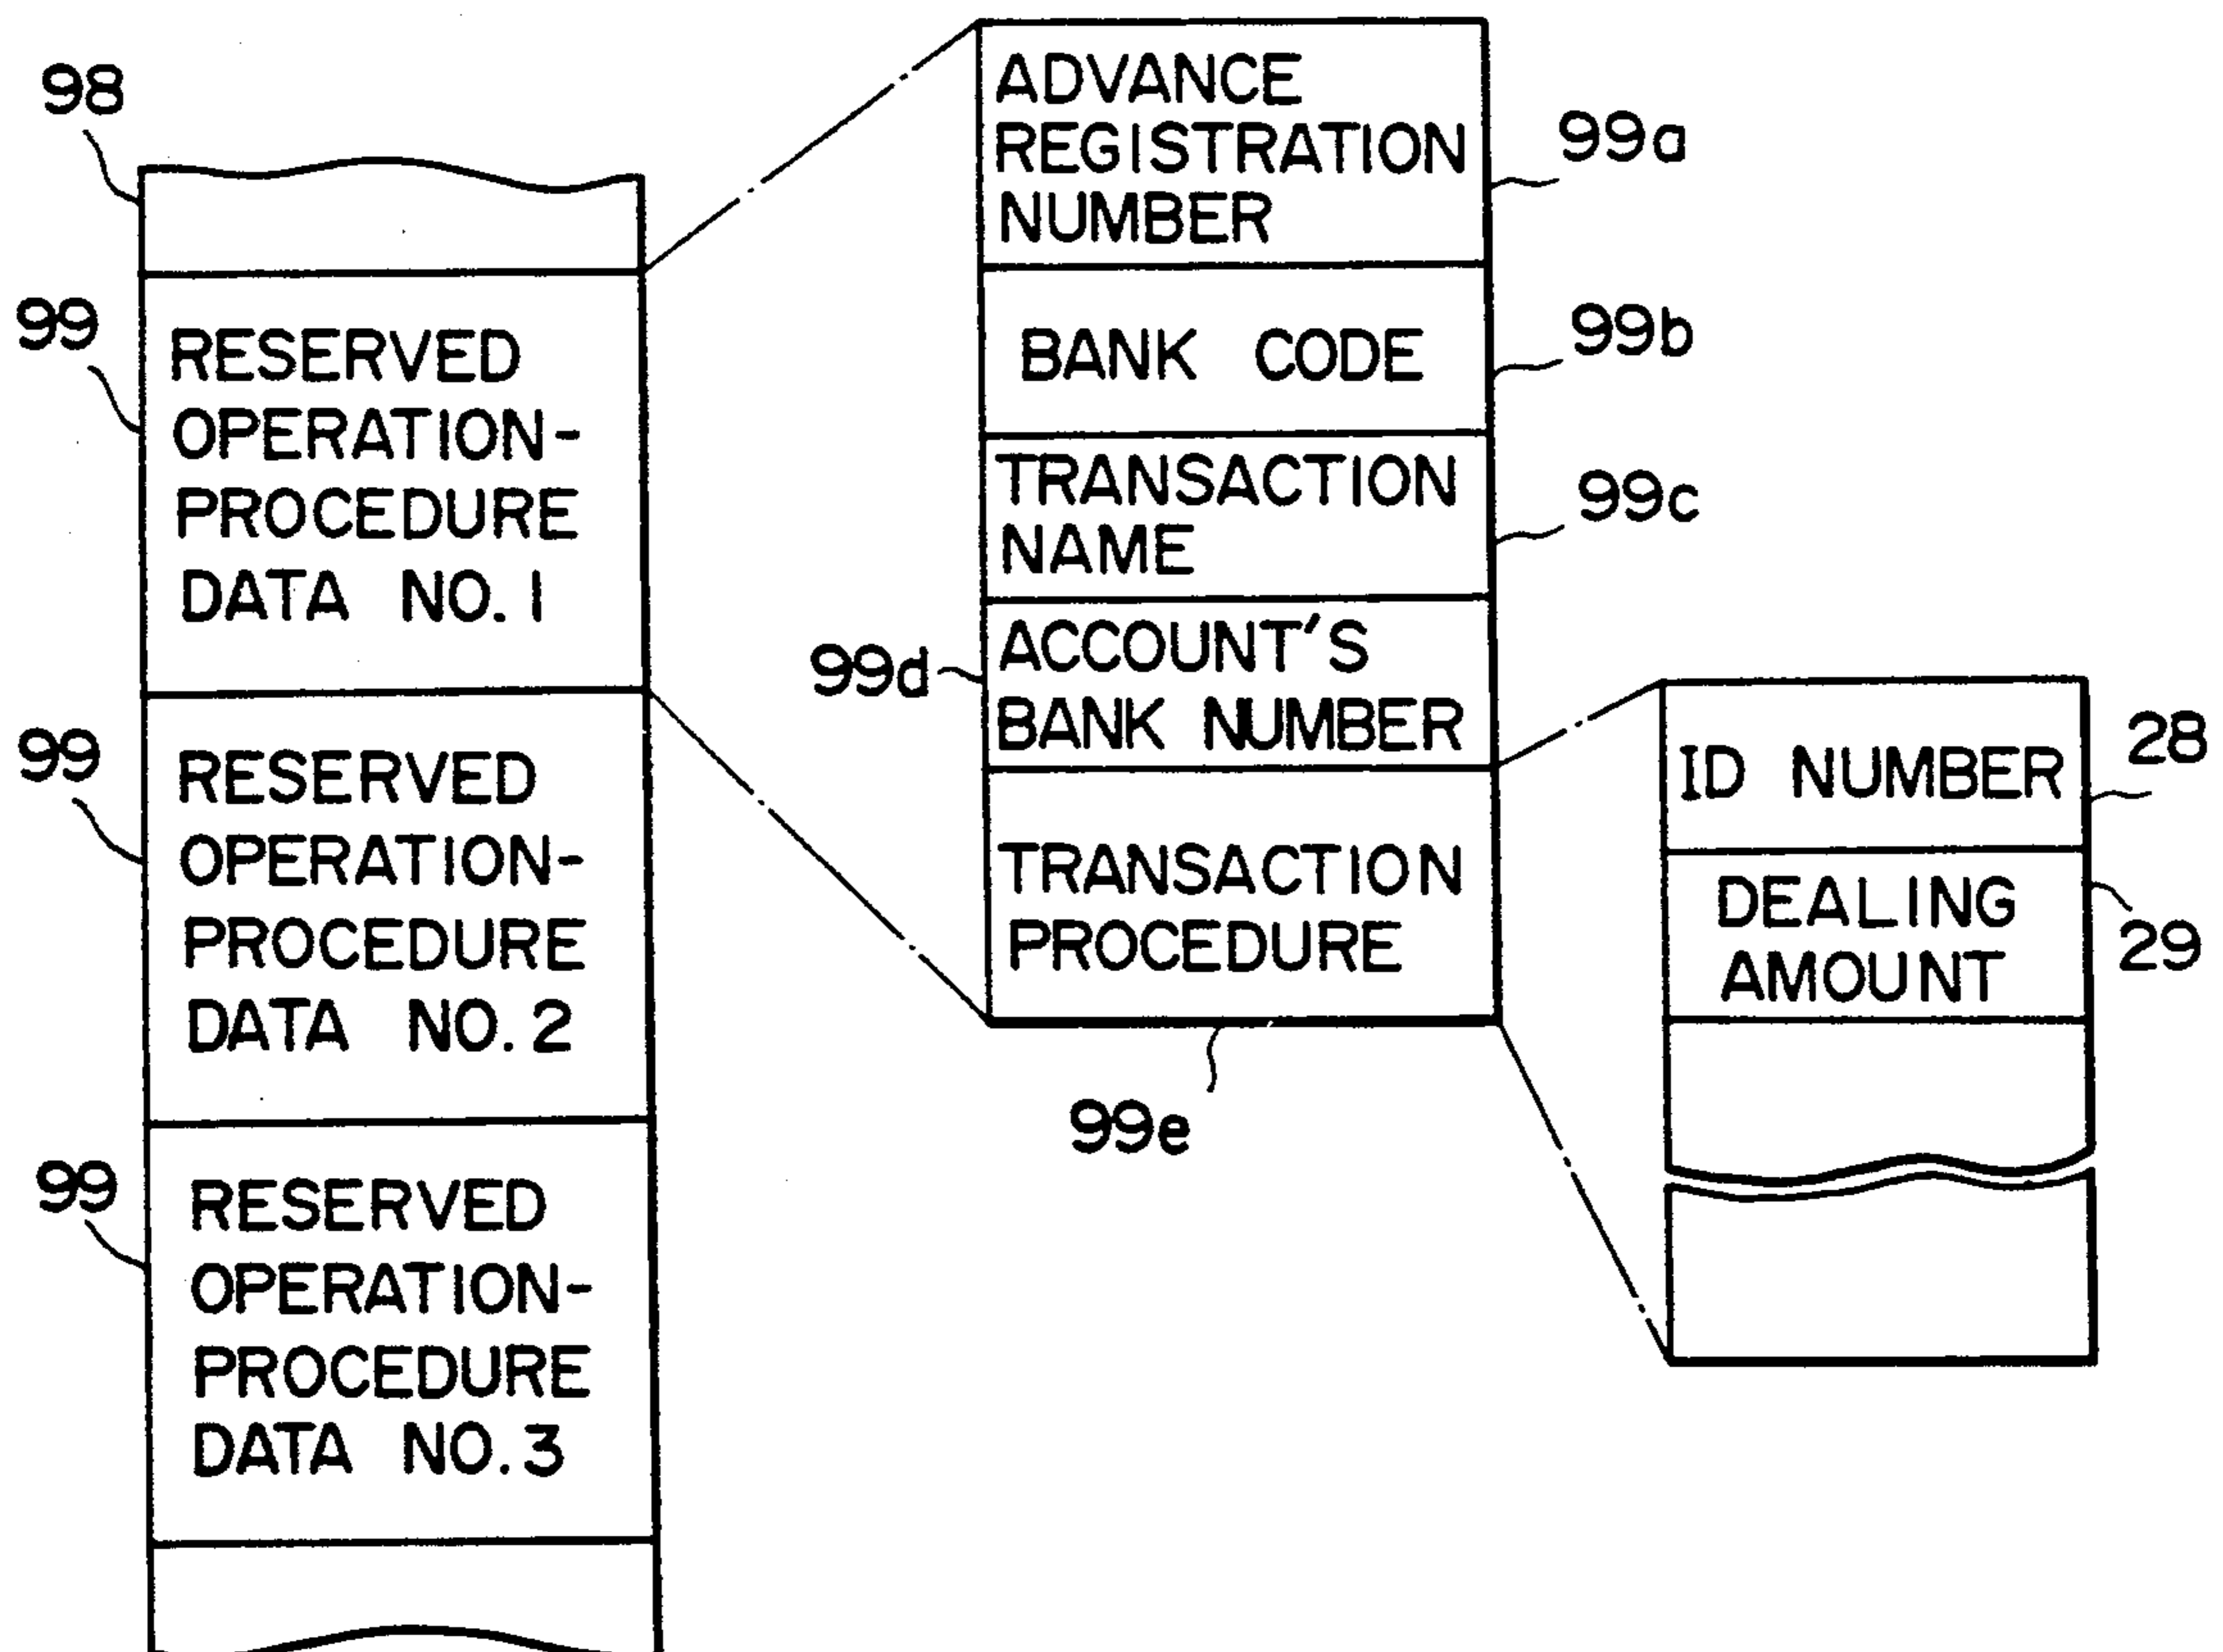 98
99
RESERVED
OPERATION-
PROCEDURE
DATA NO. 1
99
RESERVED
OPERATION-
PROCEDURE
DATA NO. 2
99
RESERVED
OPERATION-
PROCEDURE
DATA NO. 3
ADVANCE
REGISTRATION
NUMBER
99a
BANK CODE
99b
TRANSACTION
NAME
99c
99d
ACCOUNT'S
BANK NUMBER
TRANSACTION
PROCEDURE
99e
ID NUMBER
28
DEALING
AMOUNT
29